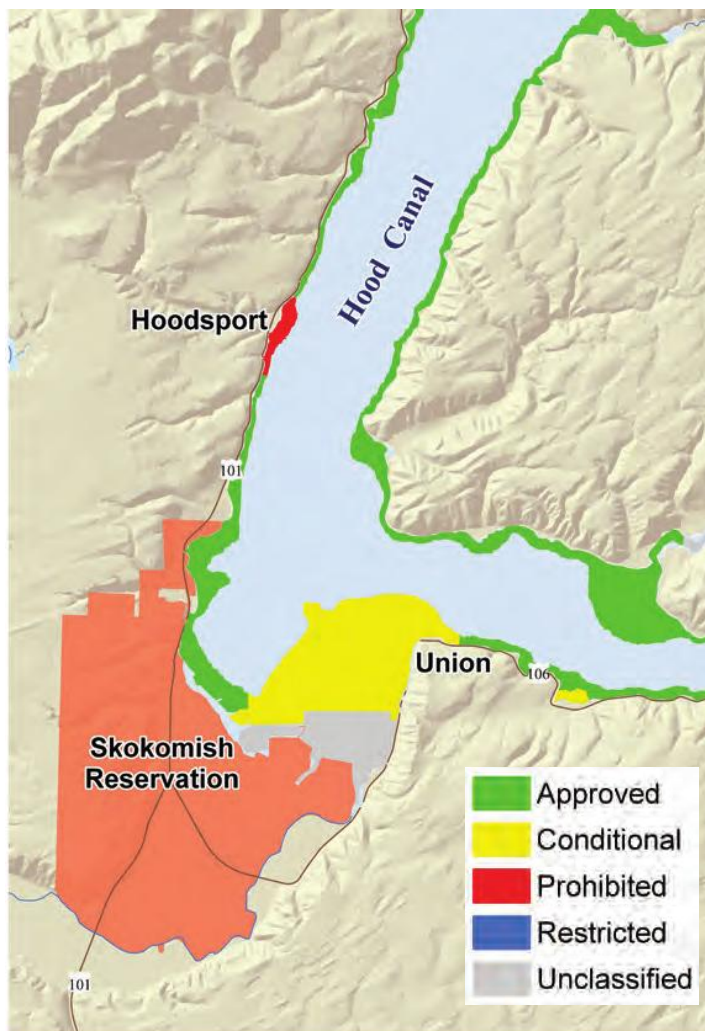 Hood Canal
Hoodsport
101
Union
106
Skokomish
Reservation
101
Approved
Conditional
Prohibited
Restricted
Unclassified